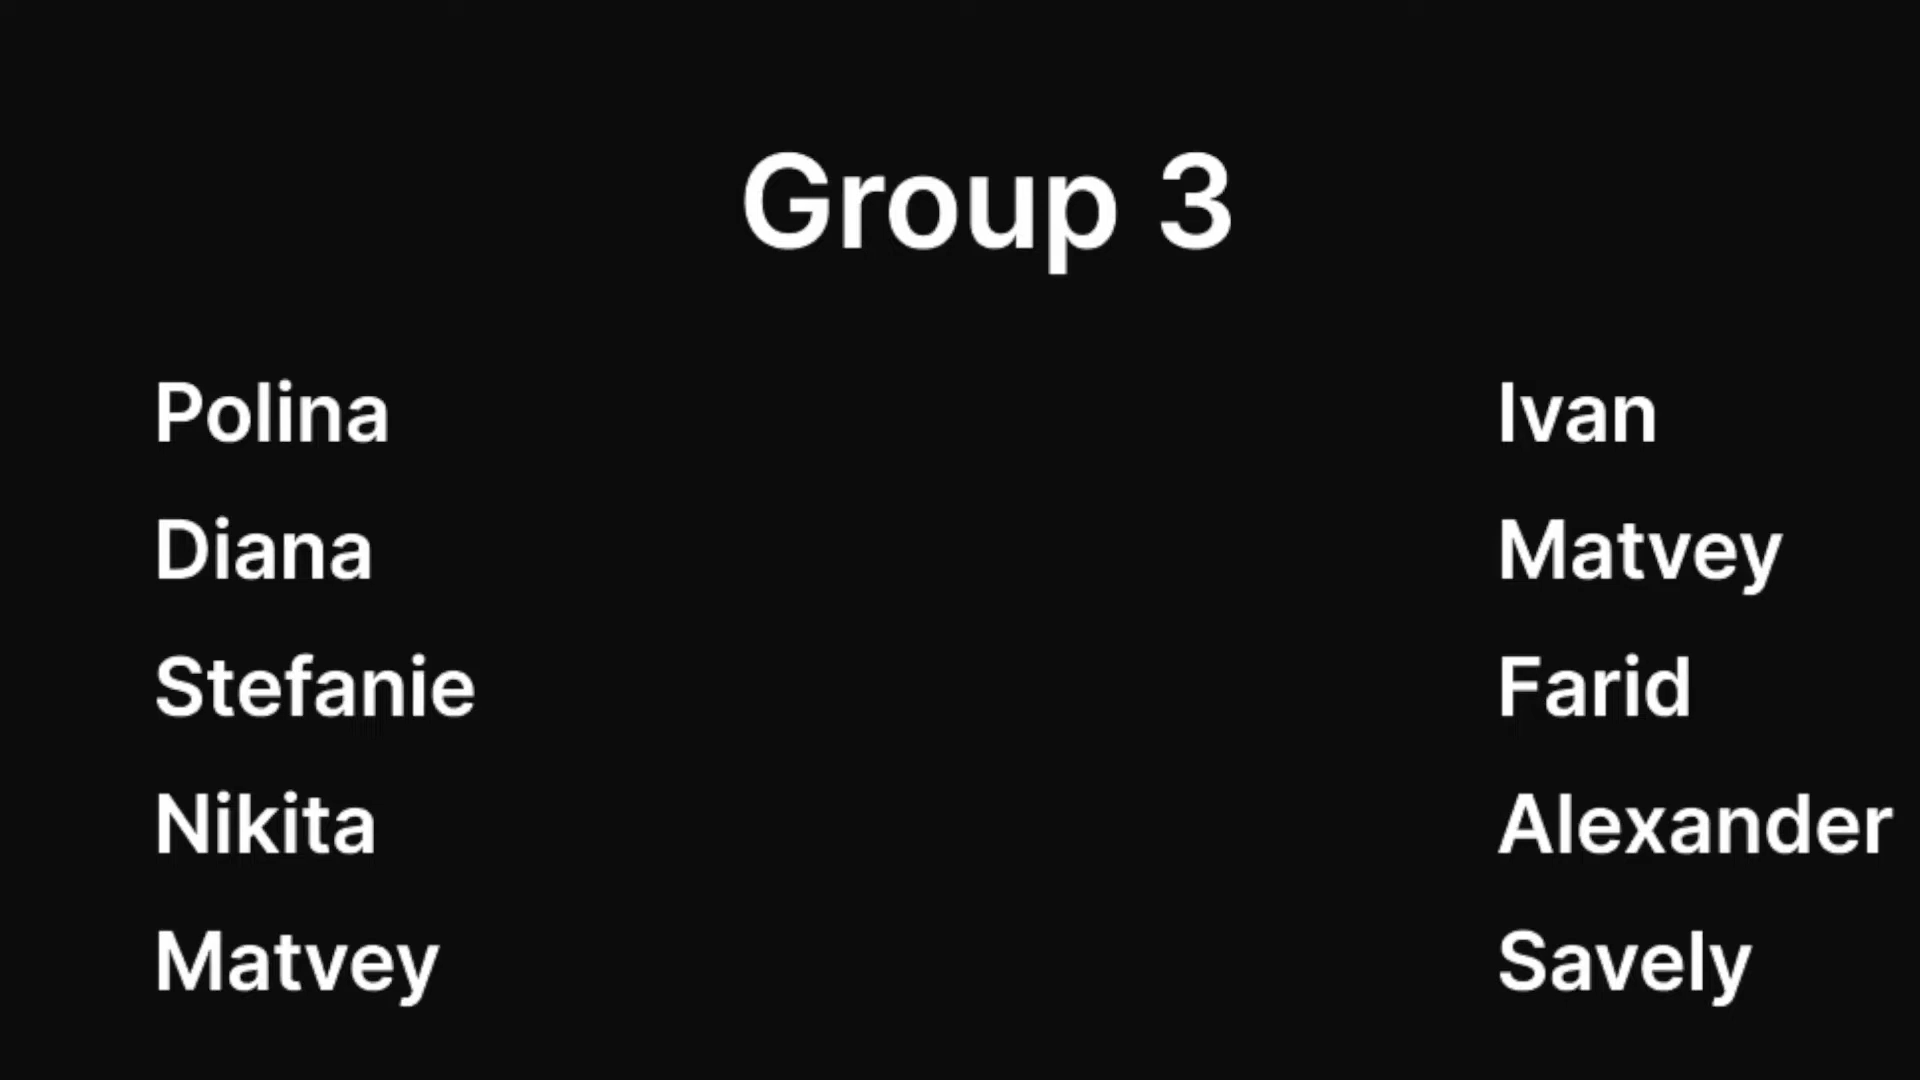 Group 3
Polina
Diana
Stefanie
Nikita
Matvey
Ivan
Matvey
Farid
Alexander
Savely